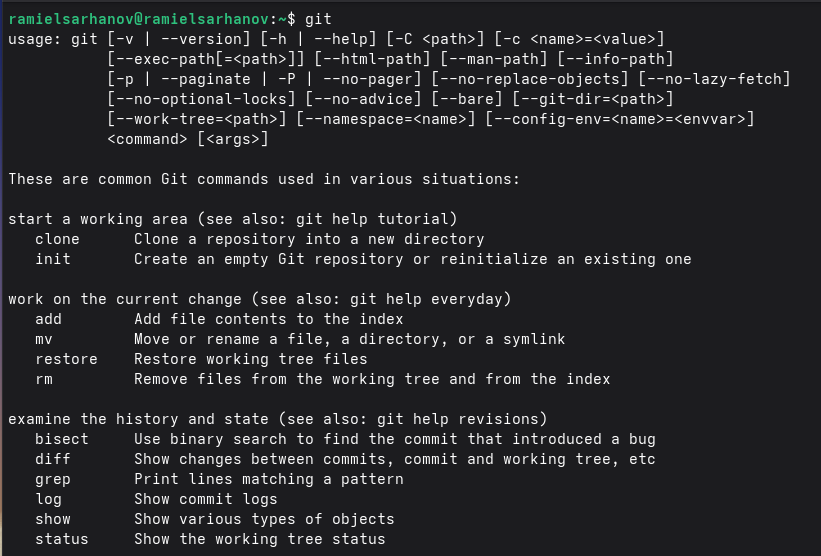 ramielsarhanov@ramielsarhanov:~$ git
usage: git [-v | --version] [-h | --help] [-C <path>] [-c <name>=<value>]
           [--exec-path[=<path>]] [--html-path] [--man-path] [--info-path]
           [-p | --paginate | -P | --no-pager] [--no-replace-objects] [--no-lazy-fetch]
           [--no-optional-locks] [--no-advice] [--bare] [--git-dir=<path>]
           [--work-tree=<path>] [--namespace=<name>] [--config-env=<name>=<envvar>]
           <command> [<args>]

These are common Git commands used in various situations:

start a working area (see also: git help tutorial)
   clone      Clone a repository into a new directory
   init       Create an empty Git repository or reinitialize an existing one

work on the current change (see also: git help everyday)
   add        Add file contents to the index
   mv         Move or rename a file, a directory, or a symlink
   restore    Restore working tree files
   rm         Remove files from the working tree and from the index

examine the history and state (see also: git help revisions)
   bisect     Use binary search to find the commit that introduced a bug
   diff       Show changes between commits, commit and working tree, etc
   grep       Print lines matching a pattern
   log        Show commit logs
   show       Show various types of objects
   status     Show the working tree status